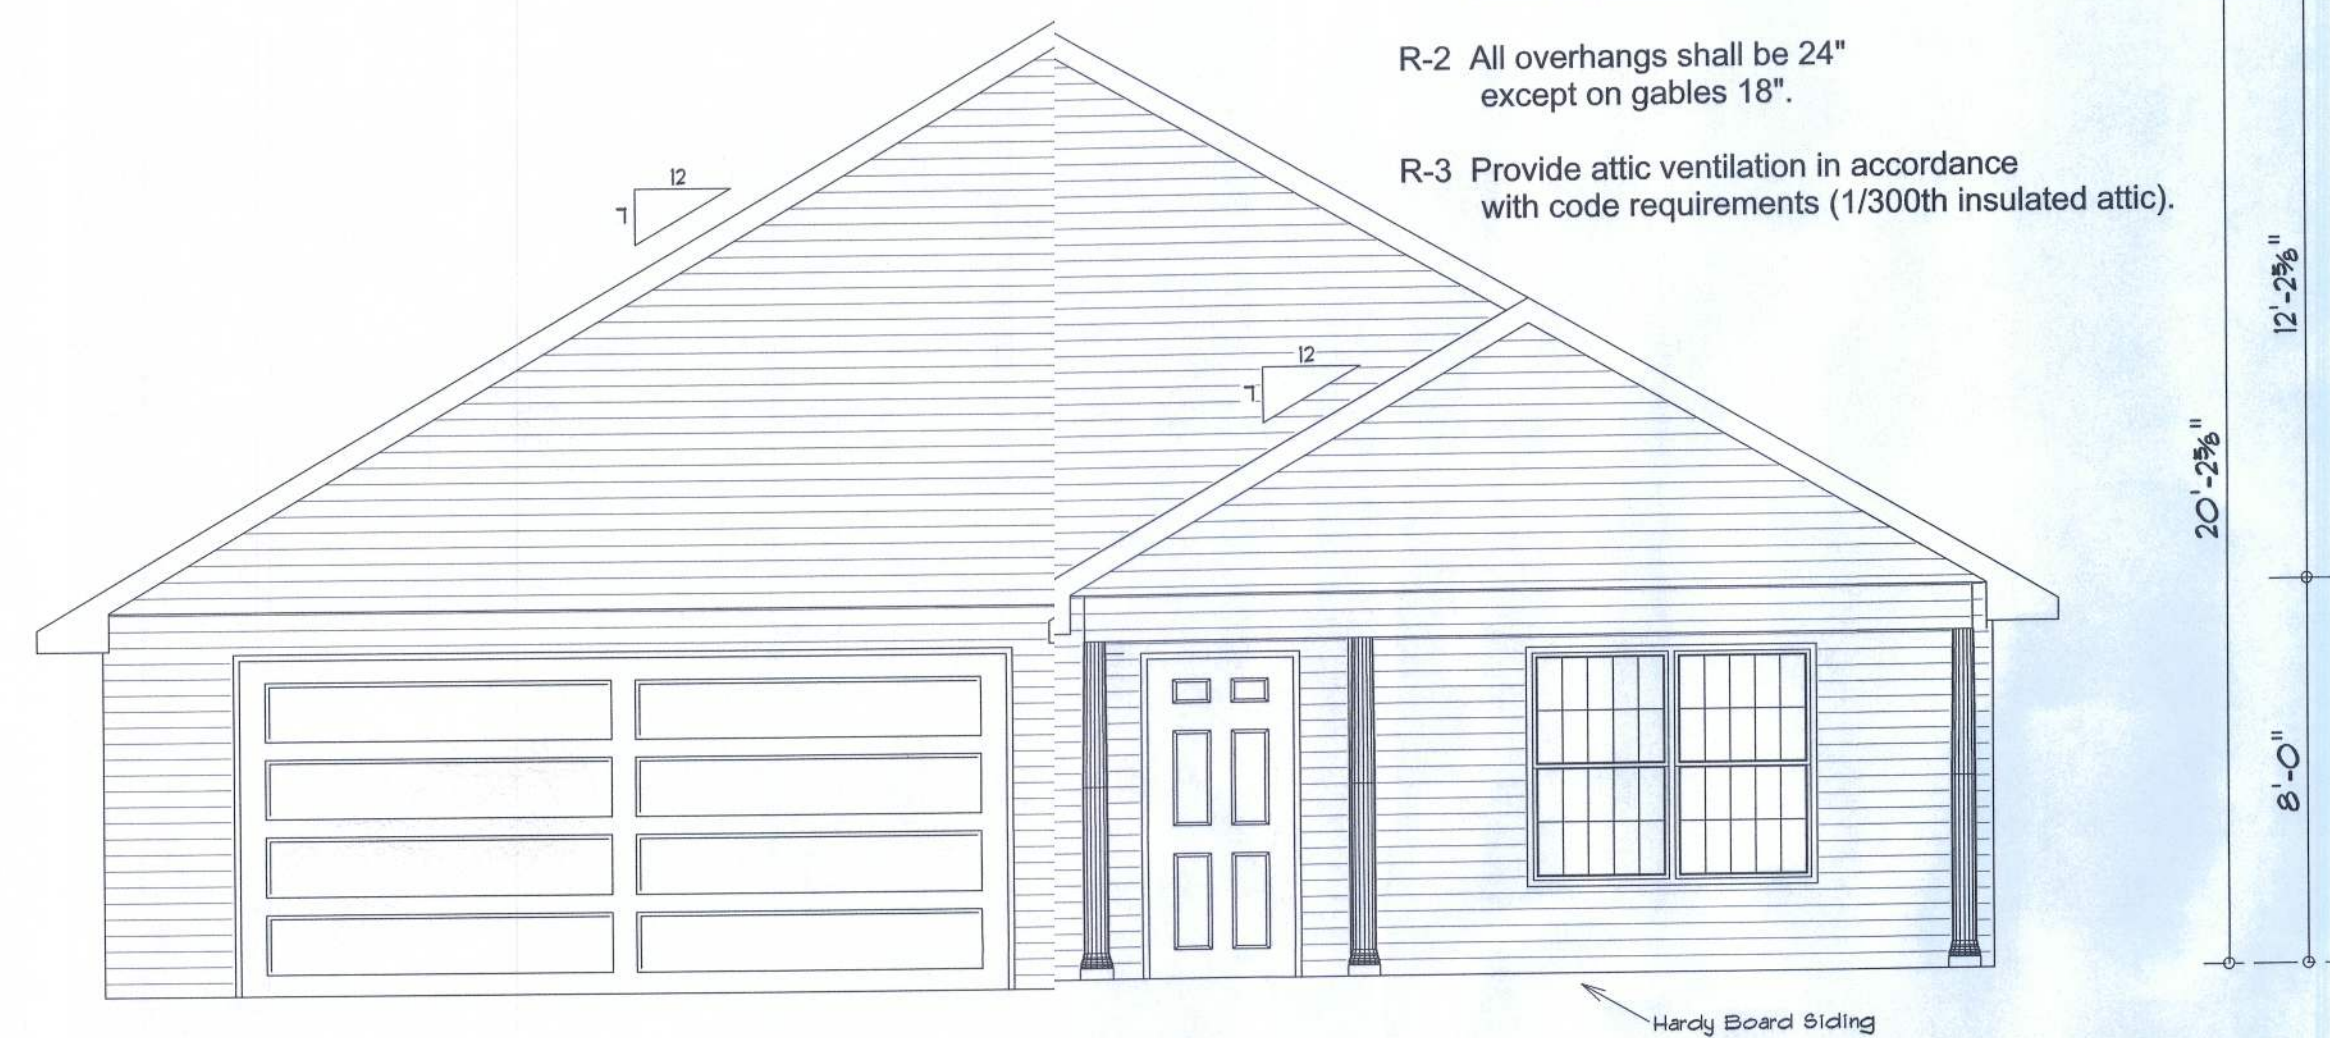 R-2 All overhangs shall be 24"
except on gables 18".
R-3 Provide attic ventilation in accordance
with code requirements (1/300th insulated attic).
12
7
12
7
12'-2⅝"
20'-2⅝"
8'-0"
Hardy Board Siding